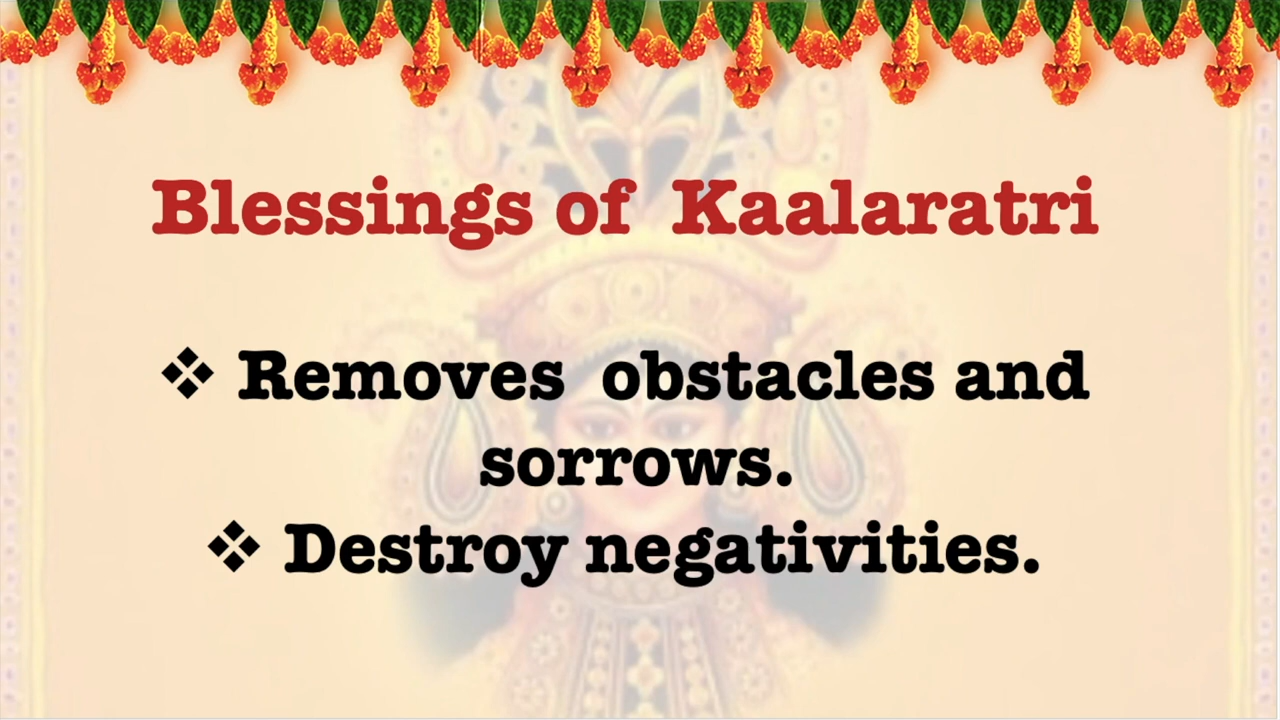 Blessings of Kaalaratri
❖ Removes obstacles and
sorrows.
❖ Destroy negativities.